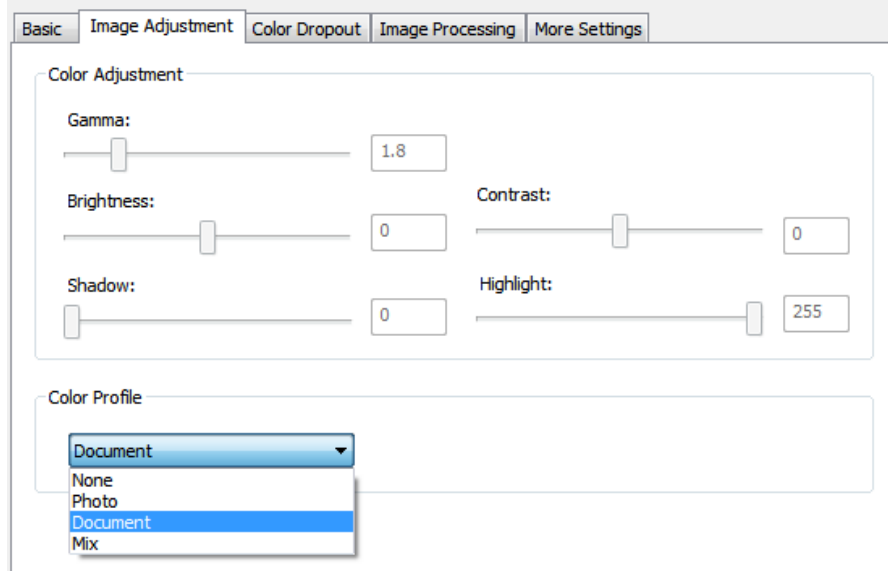 Basic Image Adjustment Color Dropout Image Processing More Settings
Color Adjustment
Gamma:
1.8
Brightness: Contrast:
0 0
Shadow: Highlight:
0 255
Color Profile
Document
None
Photo
Document
Mix